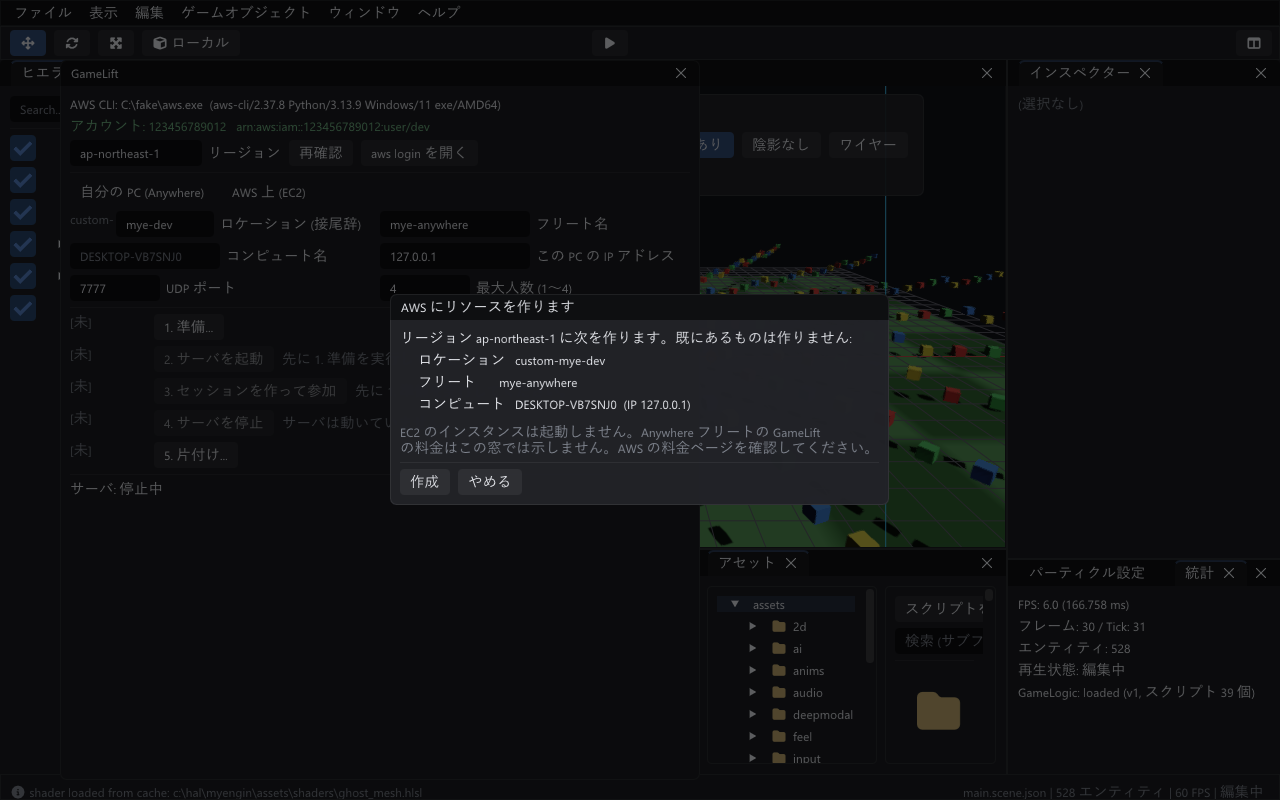 ファイル 表示 編集 ゲームオブジェクト ウィンドウ ヘルプ
ローカル
ヒエラ
GameLift
インスペクター
Search...
(選択なし)
AWS CLI: C:\fake\aws.exe (aws-cli/2.37.8 Python/3.13.9 Windows/11 exe/AMD64)
アカウント: 123456789012 arn:aws:iam::123456789012:user/dev
ap-northeast-1 リージョン 再確認 aws login を開く
あり 陰影なし ワイヤー
自分の PC (Anywhere) AWS 上 (EC2)
custom- mye-dev ロケーション (接尾辞) mye-anywhere フリート名
DESKTOP-VB7SNJ0 コンピュート名 127.0.0.1 この PC の IP アドレス
7777 UDP ポート 4 最大人数 (1～4)
[未] 1. 準備...
[未] 2. サーバを起動 先に 1. 準備を実行
[未] 3. セッションを作って参加 先に
[未] 4. サーバを停止 サーバは動いてい
[未] 5. 片付け...
サーバ: 停止中
AWS にリソースを作ります
リージョン ap-northeast-1 に次を作ります。既にあるものは作りません:
ロケーション custom-mye-dev
フリート mye-anywhere
コンピュート DESKTOP-VB7SNJ0 (IP 127.0.0.1)
EC2 のインスタンスは起動しません。Anywhere フリートの GameLift
の料金はこの窓では示しません。AWS の料金ページを確認してください。
作成 やめる
アセット
assets
2d
ai
anims
audio
deepmodal
feel
input
スクリプトを
検索 (サブフ
パーティクル設定 統計
FPS: 6.0 (166.758 ms)
フレーム: 30 / Tick: 31
エンティティ: 528
再生状態: 編集中
GameLogic: loaded (v1, スクリプト 39 個)
shader loaded from cache: c:\hal\myengin\assets\shaders\ghost_mesh.hlsl
main.scene.json | 528 エンティティ | 60 FPS | 編集中